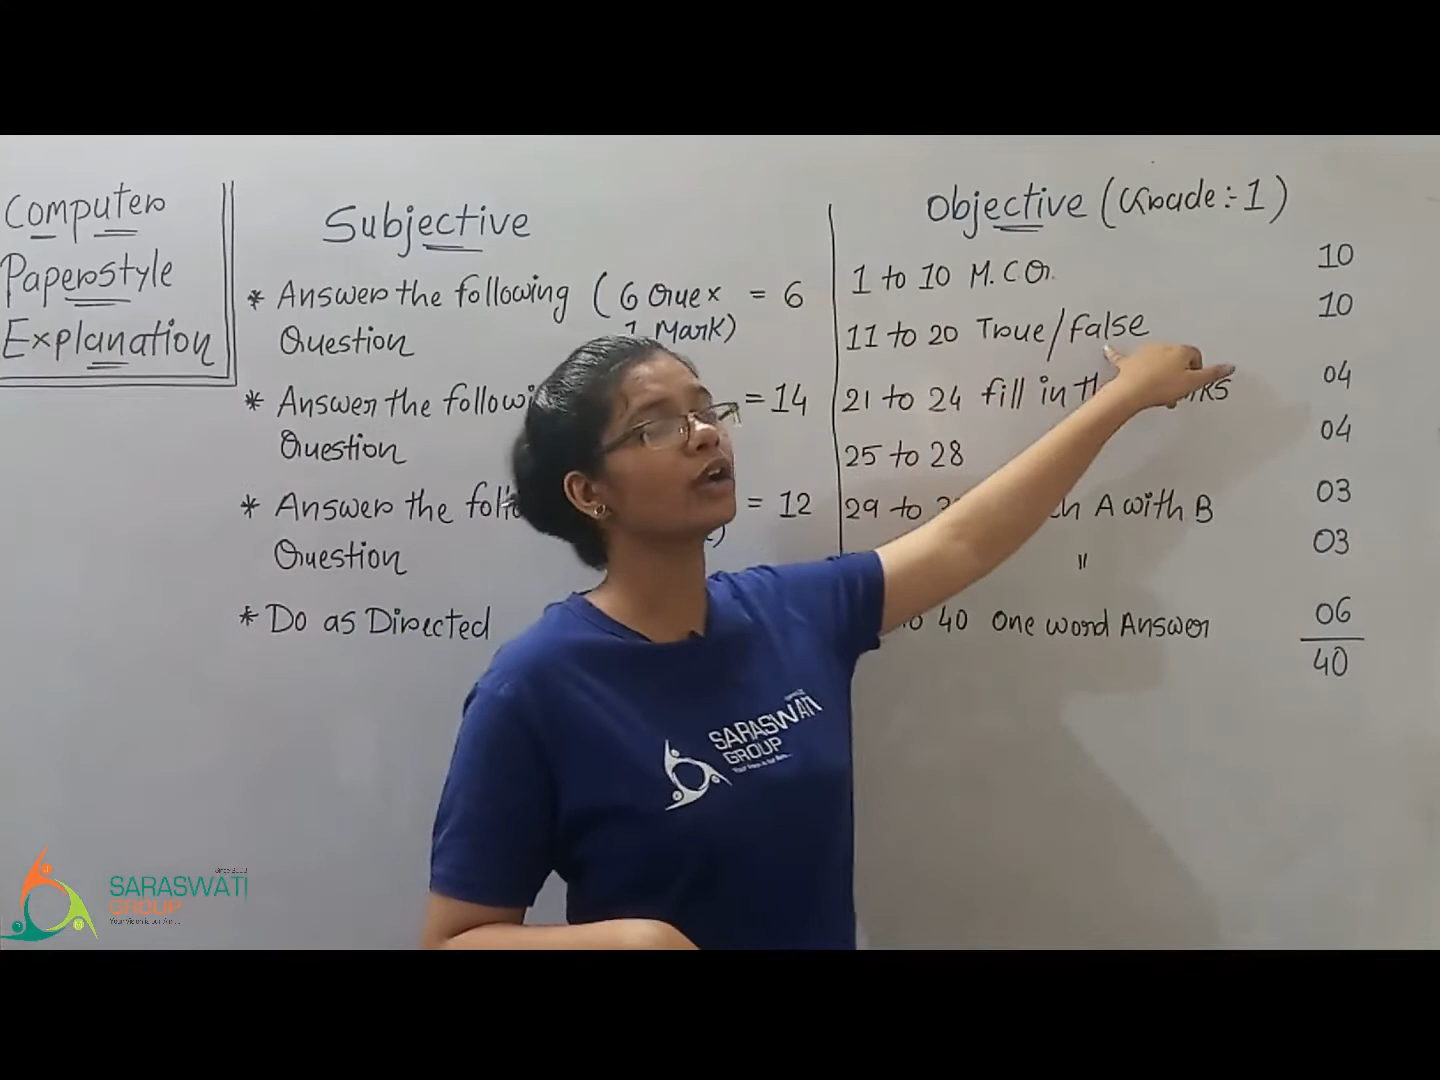 Computer
Paperstyle
Explanation
Subjective
* Answer the following (6 Que x = 6
Question 1 Mark)
* Answer the = 14
Question
* Answer the = 12
Question
* Do as Directed
Objective (Grade:-1)
1 to 10 M.C.Q. 10
11 to 20 True/False 10
21 to 24 fill in 04
25 to 28 04
29 to A with B 03
" 03
40 One word Answer 06
40
SARASWATI
GROUP
SARASWATI
GROUP